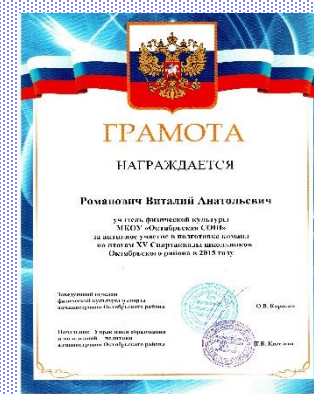 ГРАМОТА
НАГРАЖДАЕТСЯ
Романович Виталий Анатольевич
учитель физической культуры
МКОУ «Октябрьская СОШ»
за активное участие в подготовке команд
по итогам XV Спартакиады школьников
Октябрьского района в 2015 году
Заведующий отделом
физической культуры и спорта
администрации Октябрьского района
О.В.
Начальник Управления образования
и молодежной политики
администрации Октябрьского района
Т.В.